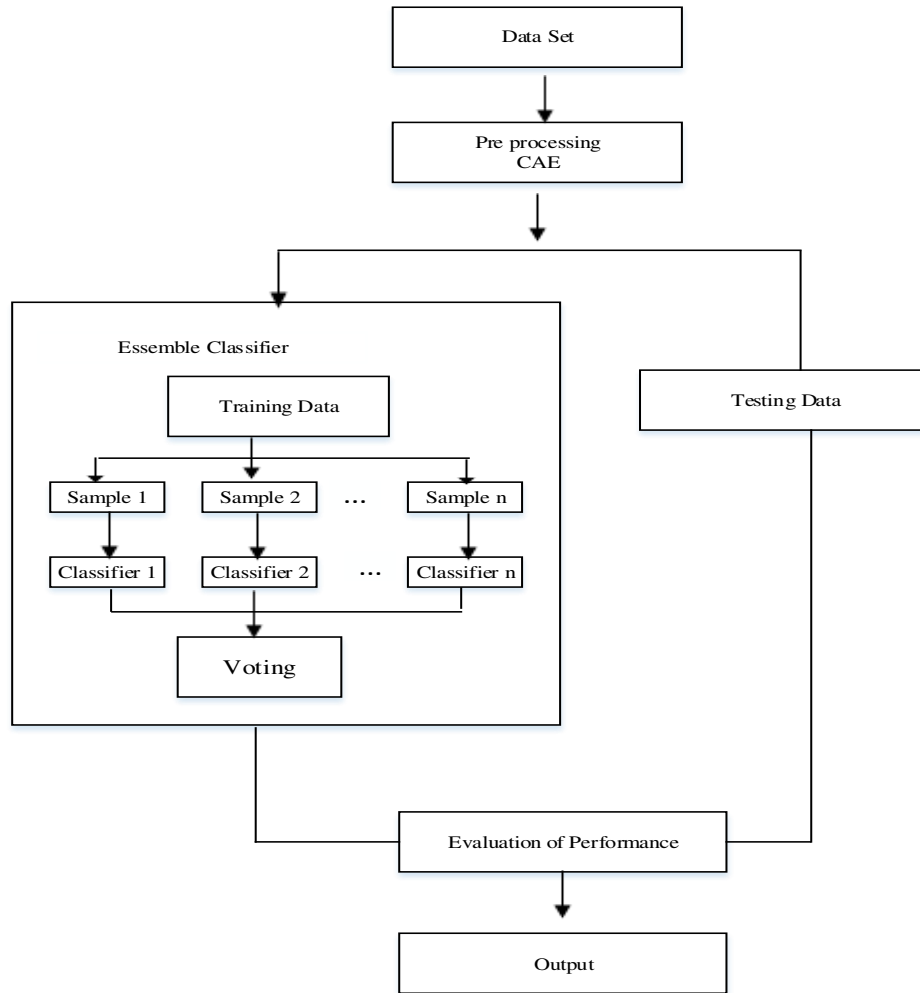 Data Set
Pre processing
CAE
Essemble Classifier
Training Data
Testing Data
Sample 1
Sample 2
...
Sample n
Classifier 1
Classifier 2
...
Classifier n
Voting
Evaluation of Performance
Output